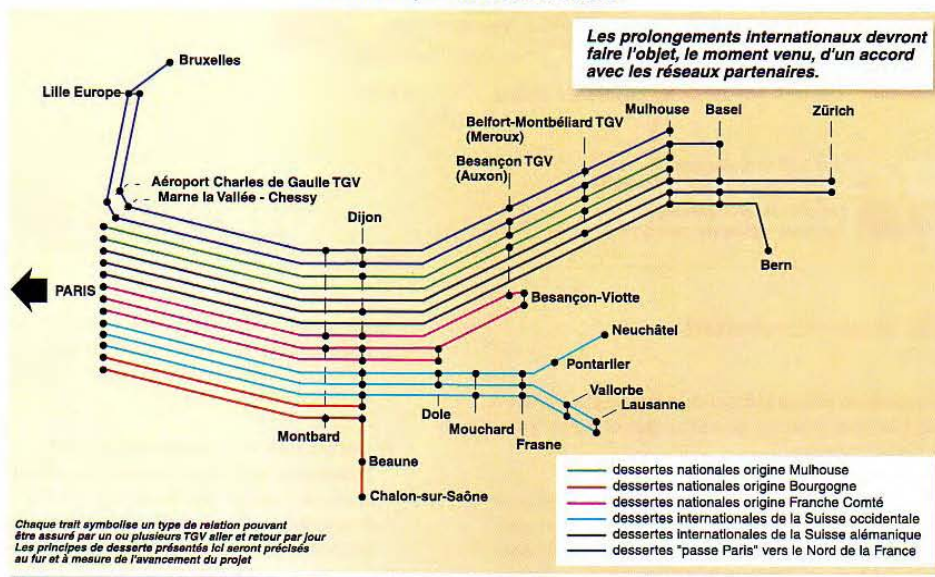 Les prolongements internationaux devront
faire l'objet, le moment venu, d'un accord
avec les réseaux partenaires.
Bruxelles
Lille Europe
Mulhouse
Basel
Zürich
Belfort-Montbéliard TGV
(Meroux)
Besançon TGV
(Auxon)
Aéroport Charles de Gaulle TGV
Marne la Vallée - Chessy
Dijon
Bern
PARIS
Besançon-Viotte
Neuchâtel
Pontarlier
Vallorbe
Lausanne
Dole
Mouchard
Frasne
Montbard
Beaune
Chalon-sur-Saône
dessertes nationales origine Mulhouse
dessertes nationales origine Bourgogne
dessertes nationales origine Franche Comté
dessertes internationales de la Suisse occidentale
dessertes internationales de la Suisse alémanique
dessertes "passe Paris" vers le Nord de la France
Chaque trait symbolise un type de relation pouvant
être assuré par un ou plusieurs TGV aller et retour par jour
Les principes de desserte présentés ici seront précisés
au fur et à mesure de l'avancement du projet